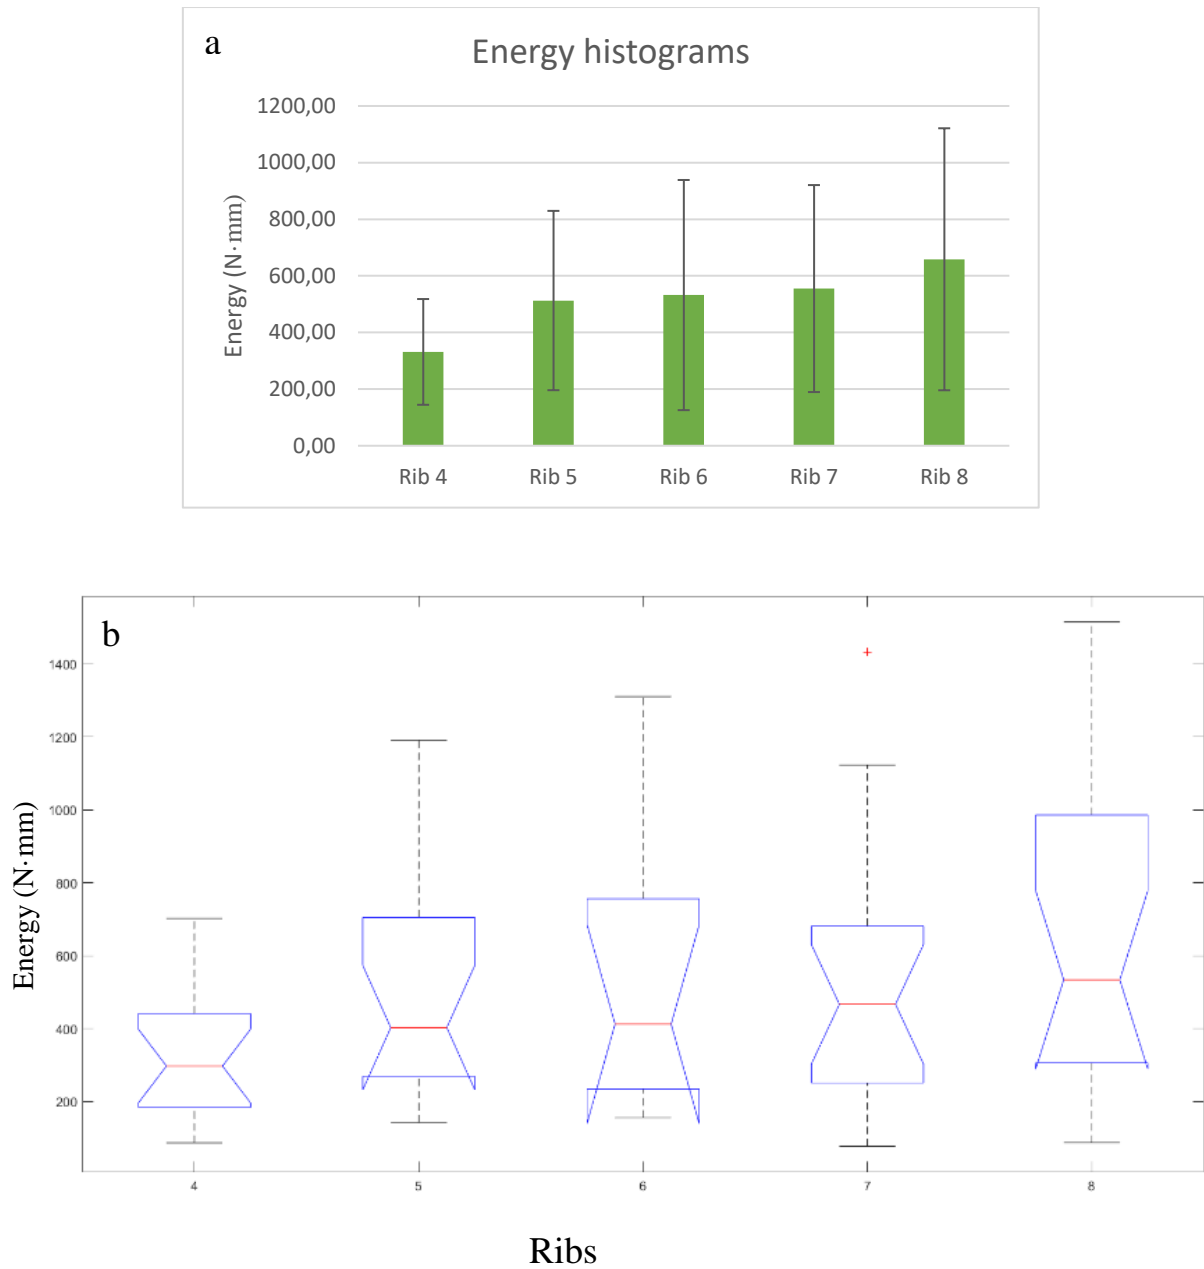 a
Energy histograms
1200,00
1000,00
800,00
600,00
400,00
200,00
0,00
Energy (N·mm)
Rib 4 Rib 5 Rib 6 Rib 7 Rib 8
b
1400
1200
1000
800
600
400
200
Energy (N·mm)
4 5 6 7 8
Ribs